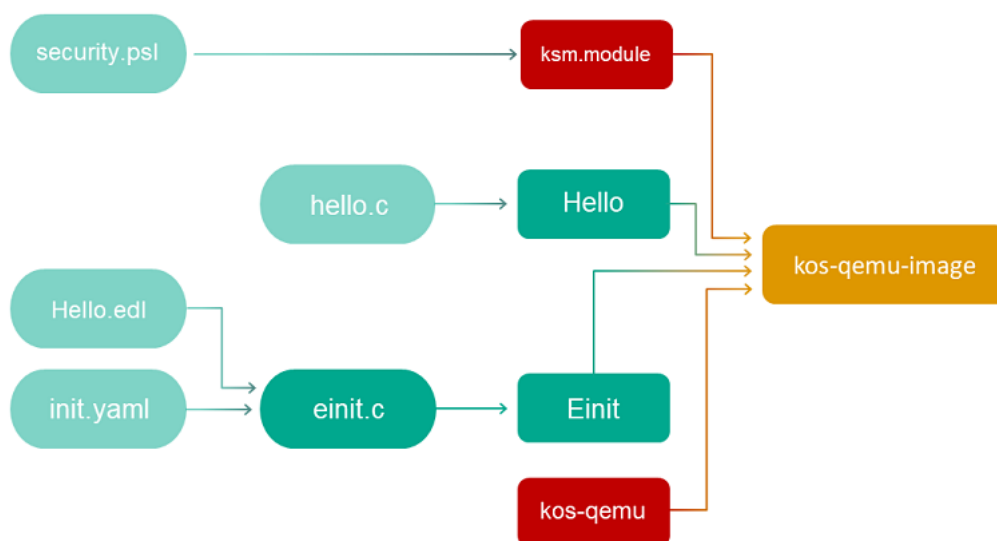 security.psl
ksm.module
hello.c
Hello
kos-qemu-image
Hello.edl
init.yaml
einit.c
Einit
kos-qemu